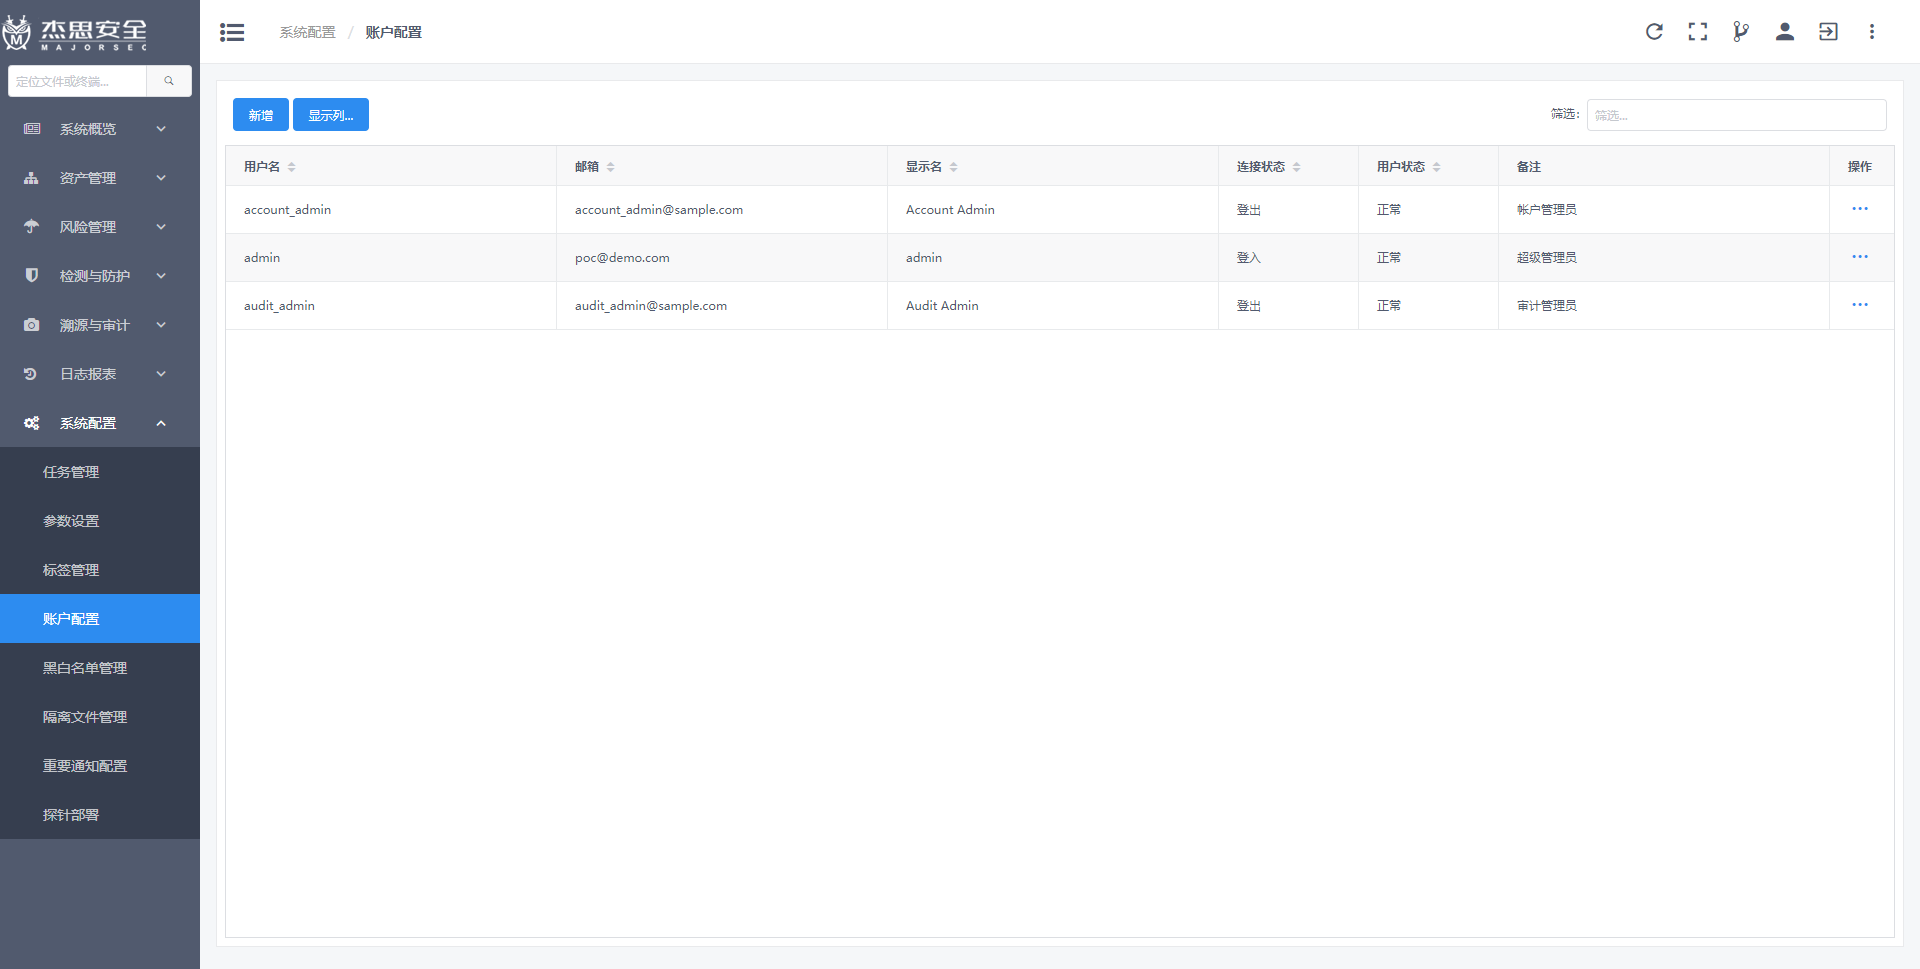 杰思安全
MAJORSEC
定位文件或终端...
系统概览
资产管理
风险管理
检测与防护
溯源与审计
日志报表
系统配置
任务管理
参数设置
标签管理
账户配置
黑白名单管理
隔离文件管理
重要通知配置
探针部署
系统配置 / 账户配置
新增 显示列... 筛选: 筛选...
用户名 邮箱 显示名 连接状态 用户状态 备注 操作
account_admin account_admin@sample.com Account Admin 登出 正常 帐户管理员 ...
admin poc@demo.com admin 登入 正常 超级管理员 ...
audit_admin audit_admin@sample.com Audit Admin 登出 正常 审计管理员 ...